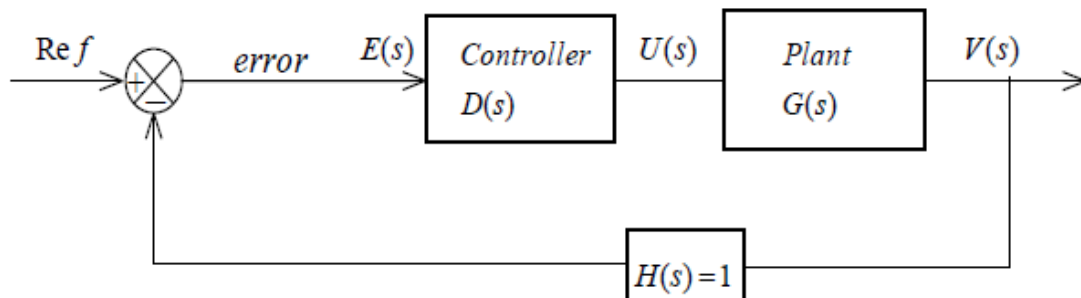 Re f
error
E(s)
Controller
D(s)
U(s)
Plant
G(s)
V(s)
+
−
H(s)=1